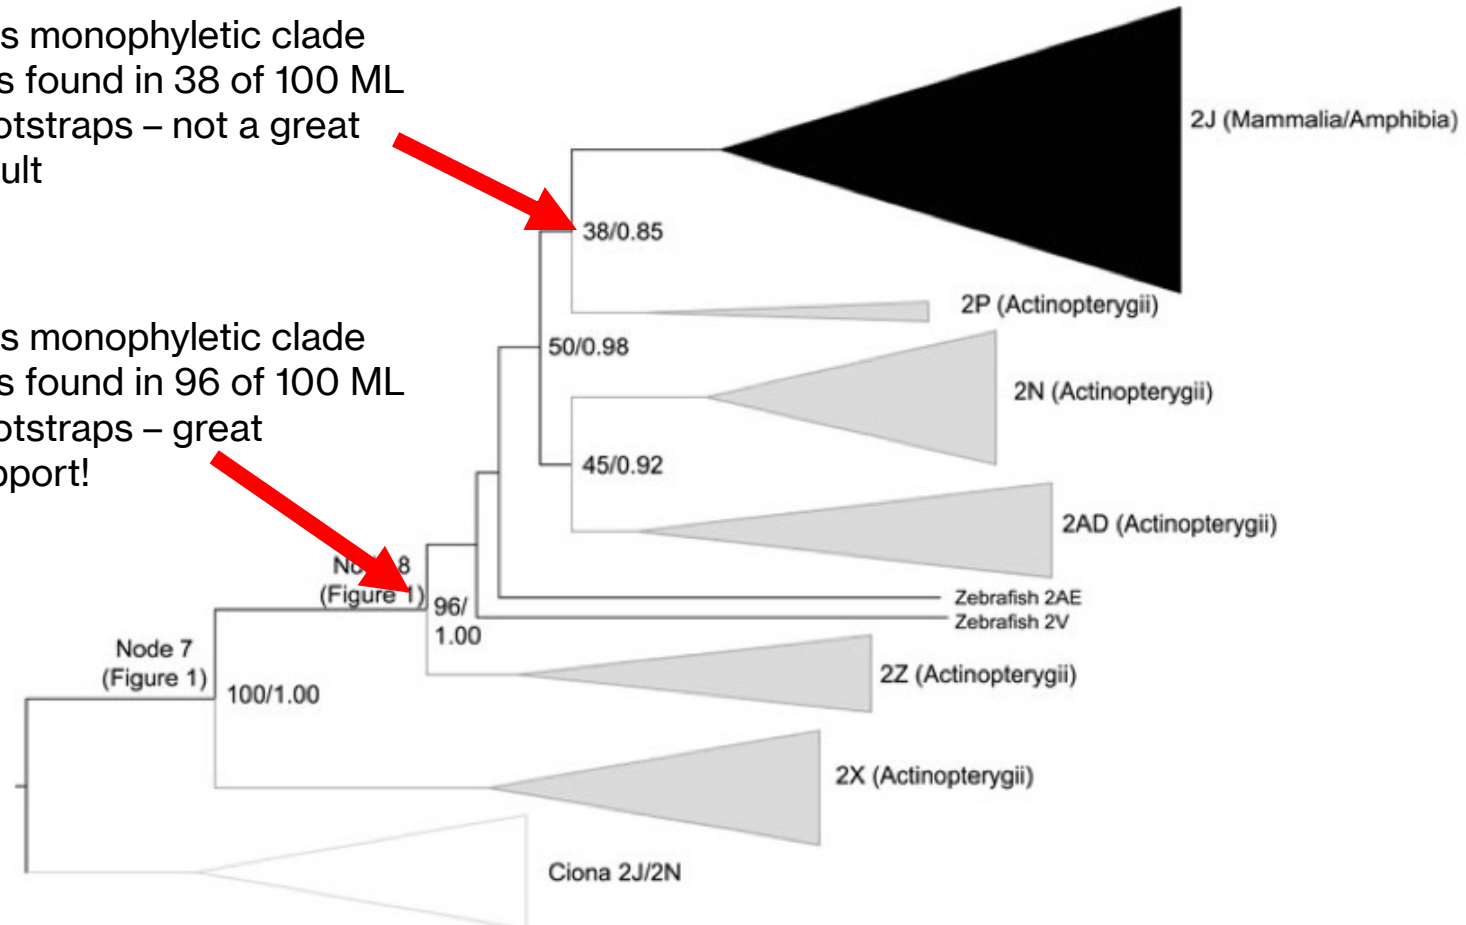 s monophyletic clade
s found in 38 of 100 ML
otstraps – not a great
ult
2J (Mammalia/Amphibia)
38/0.85
2P (Actinopterygii)
s monophyletic clade
s found in 96 of 100 ML
otstraps – great
pport!
50/0.98
2N (Actinopterygii)
45/0.92
2AD (Actinopterygii)
8
(Figure 1)
96/
1.00
Zebrafish 2AE
Zebrafish 2V
Node 7
(Figure 1)
100/1.00
2Z (Actinopterygii)
2X (Actinopterygii)
Ciona 2J/2N